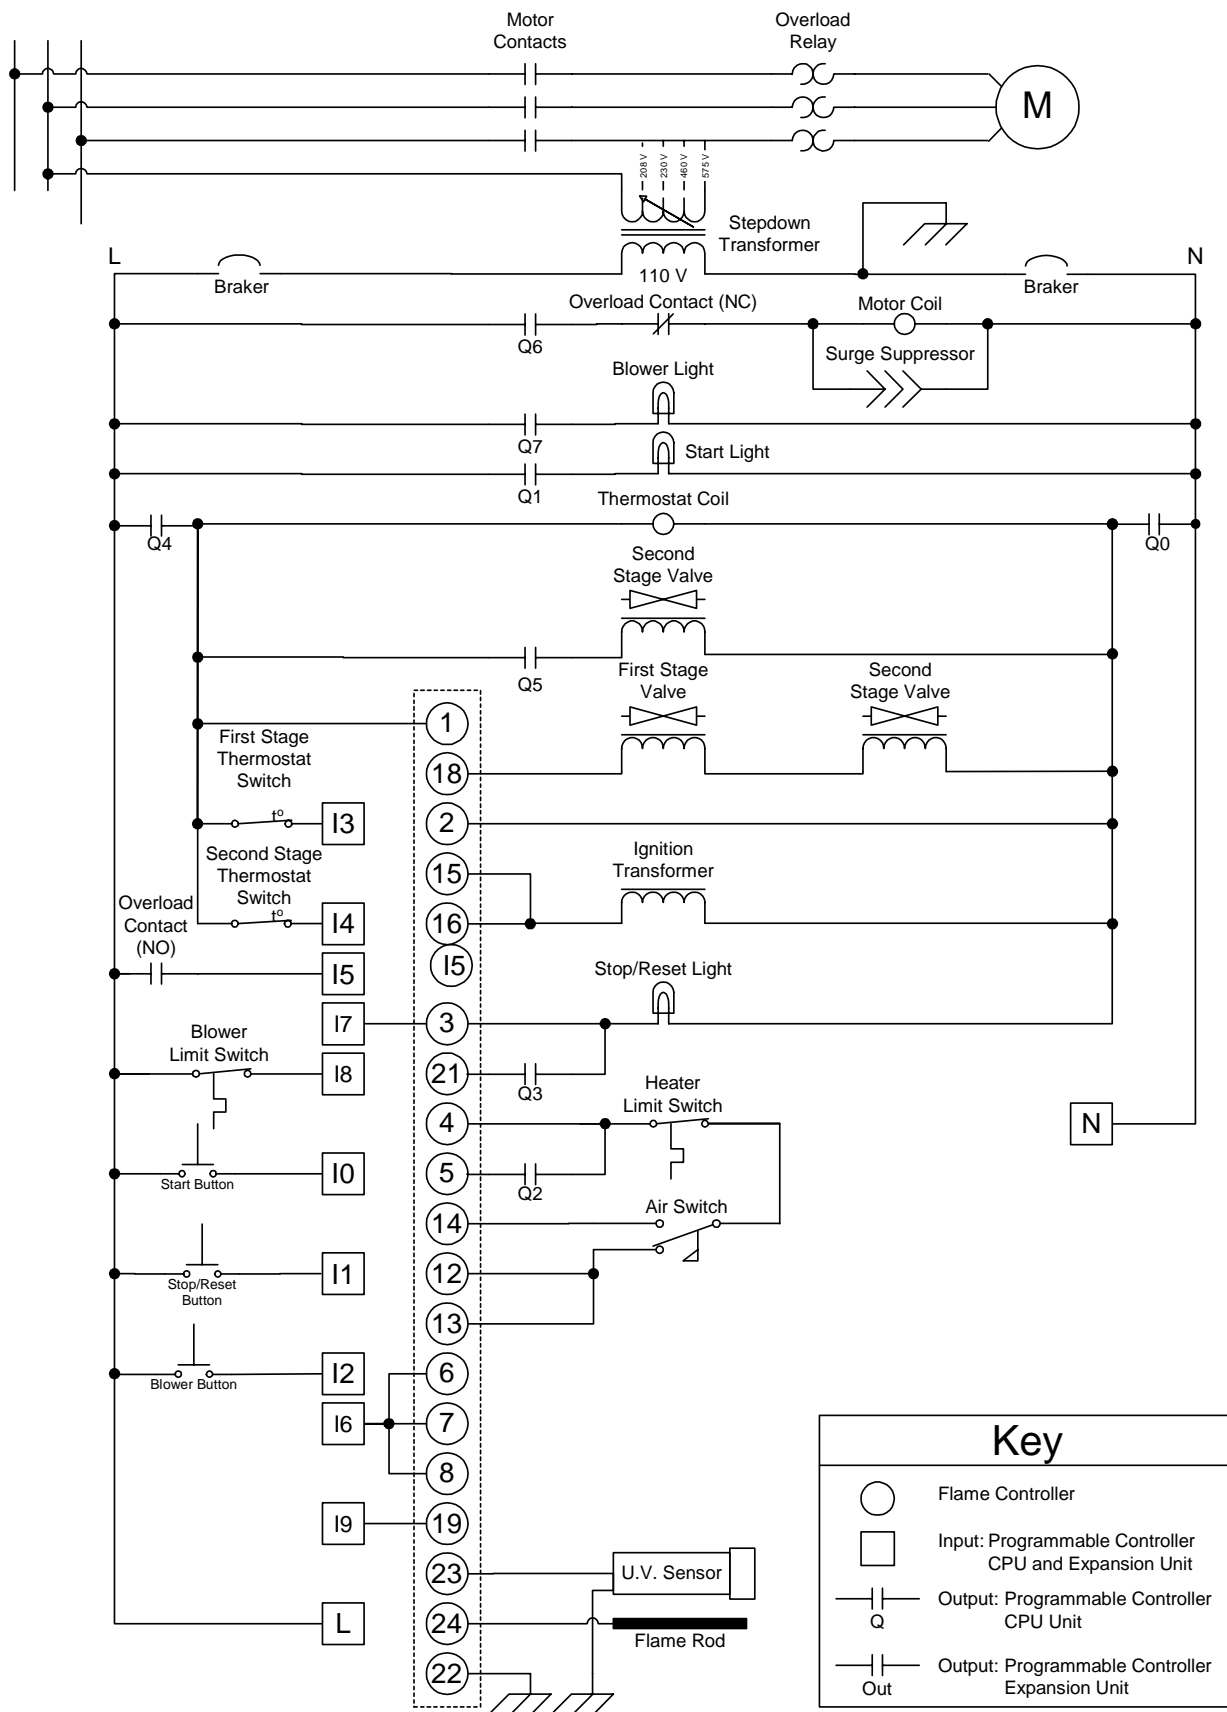 Motor
Contacts
Overload
Relay
M
208 V
230 V
460 V
575 V
Stepdown
Transformer
L
N
Braker
110 V
Braker
Overload Contact (NC)
Motor Coil
Q6
Surge Suppressor
Blower Light
Q7
Start Light
Q1
Thermostat Coil
Q4
Q0
Second
Stage Valve
Q5
First Stage
Valve
Second
Stage Valve
1
First Stage
Thermostat
Switch
18
tº
I3
2
Second Stage
Thermostat
Switch
15
Ignition
Transformer
tº
I4
16
Overload
Contact
(NO)
I5
I5
Stop/Reset Light
I7
3
Blower
Limit Switch
I8
21
Q3
Heater
Limit Switch
4
N
Start Button
I0
5
Q2
Air Switch
14
Stop/Reset
Button
I1
12
13
Blower Button
I2
6
I6
7
8
I9
19
23
U.V. Sensor
L
24
Flame Rod
22
Key
Flame Controller
Input: Programmable Controller
CPU and Expansion Unit
Q
Output: Programmable Controller
CPU Unit
Out
Output: Programmable Controller
Expansion Unit